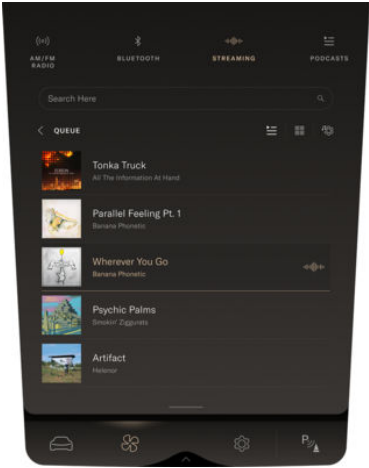 AM/FM
RADIO
BLUETOOTH
STREAMING
PODCASTS
Search Here
QUEUE
Tonka Truck
All The Information At Hand
Parallel Feeling Pt. 1
Banana Phonetic
Wherever You Go
Banana Phonetic
Psychic Palms
Smokin' Ziggurats
Artifact
Helenor
P